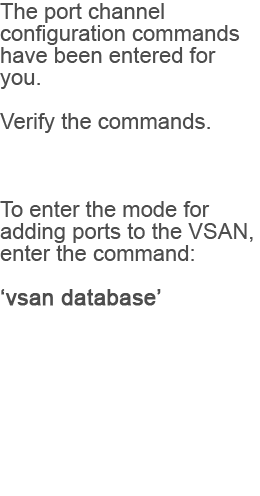 The port channel
configuration commands
have been entered for
you.
Verify the commands.
To enter the mode for
adding ports to the VSAN,
enter the command:
‘vsan database’